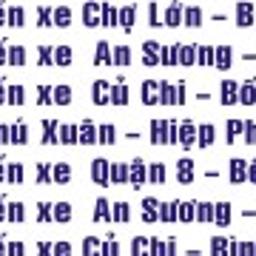 ến xe Chợ Lớn – B
ến xe An Sương –
ến xe Củ Chi – Bố
n Xuân – Hiệp P
ến xe Quận 8 – Bế
ến xe An Sương –
ến xe Củ Chi – Bìn